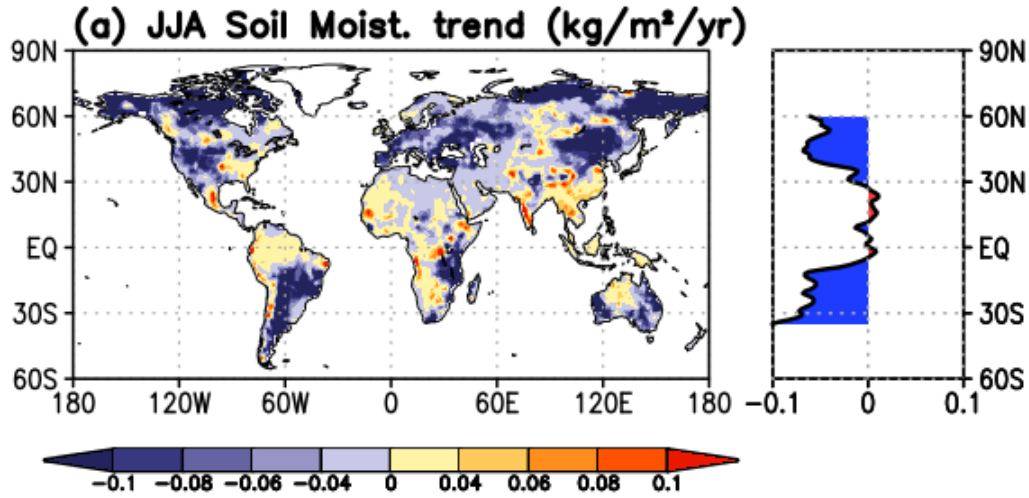 (a) JJA Soil Moist. trend (kg/m²/yr)
90N
60N
30N
EQ
30S
60S
180 120W 60W 0 60E 120E 180
90N
60N
30N
EQ
30S
60S
-0.1 0 0.1
-0.1 -0.08 -0.06 -0.04 0 0.04 0.06 0.08 0.1